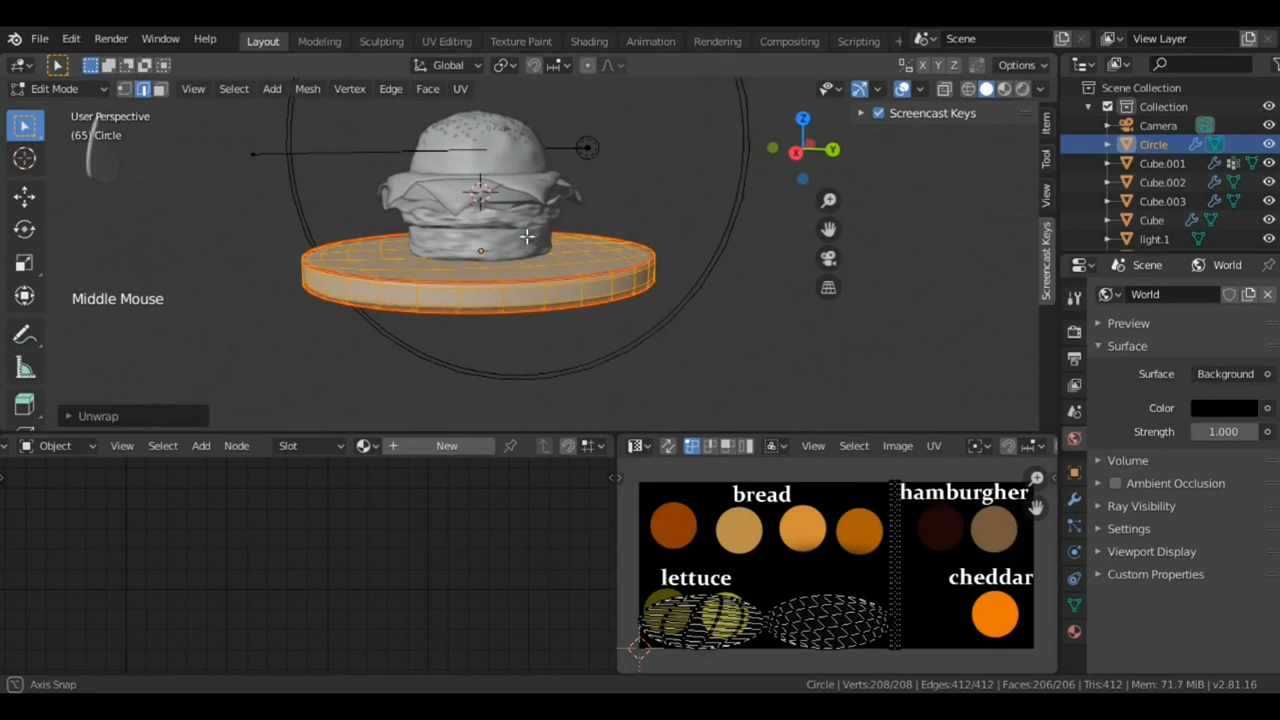 File Edit Render Window Help Layout Modeling Sculpting UV Editing Texture Paint Shading Animation Rendering Compositing Scripting + Scene View Layer
Global X Y Z Options
Edit Mode View Select Add Mesh Vertex Edge Face UV
User Perspective
(65) Circle
Screencast Keys
Item
Tool
View
Screencast Keys
Z
Y
X
Middle Mouse
Unwrap
Scene Collection
Collection
Camera
Circle
Cube.001
Cube.002
Cube.003
Cube
light.1
Scene World
World
Preview
Surface
Surface Background
Color
Strength 1.000
Volume
Ambient Occlusion
Ray Visibility
Settings
Viewport Display
Custom Properties
Object View Select Add Node Slot + New
View Select Image UV
bread hamburgher
lettuce cheddar
Axis Snap Circle | Verts:208/208 | Edges:412/412 | Faces:206/206 | Tris:412 | Mem: 71.7 MiB | v2.81.16